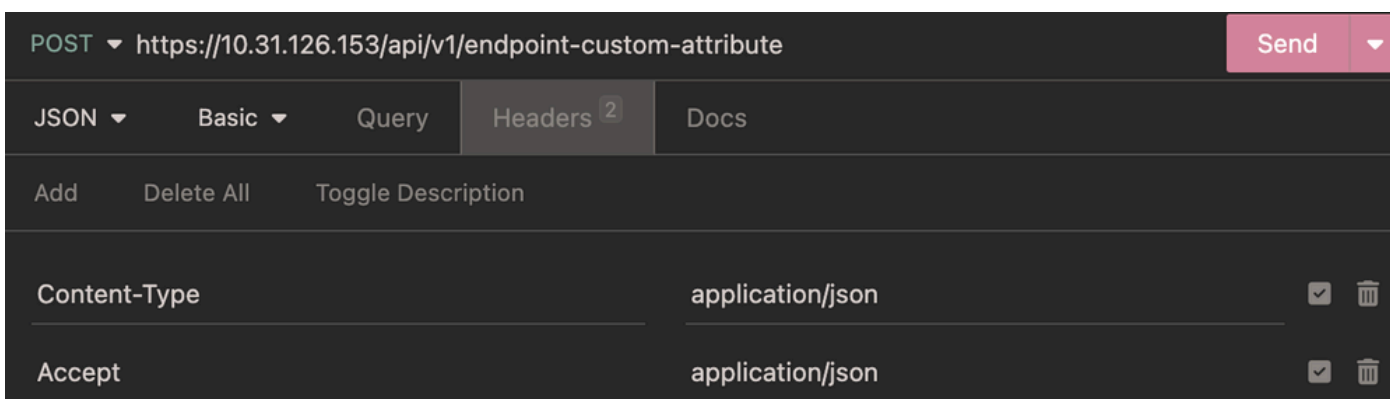 POST https://10.31.126.153/api/v1/endpoint-custom-attribute Send
JSON Basic Query Headers 2 Docs
Add Delete All Toggle Description
Content-Type application/json
Accept application/json